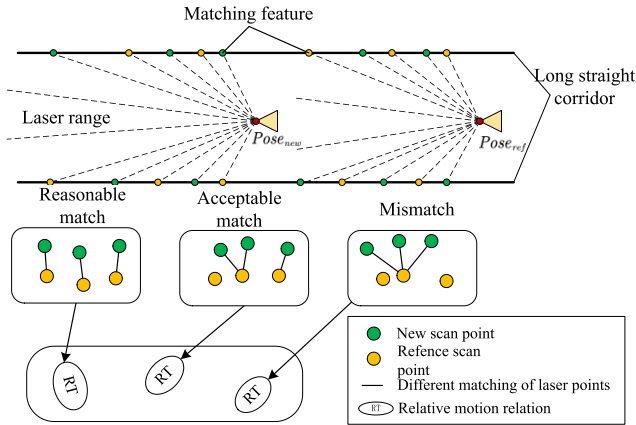 Matching feature
Long straight
corridor
Laser range
Pose_new
Pose_ref
Reasonable
match
Acceptable
match
Mismatch
RT
RT
RT
New scan point
Refence scan
point
Different matching of laser points
RT
Relative motion relation